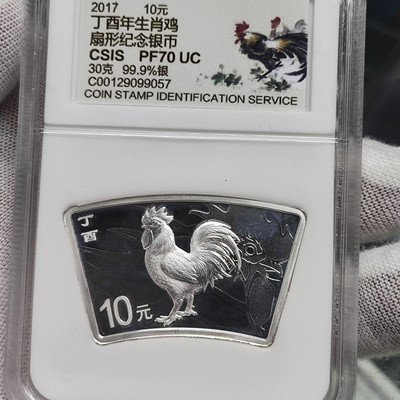 2017 10元
丁酉年生肖鸡
扇形纪念银币
CSIS PF70 UC
30克 99.9%银
C00129099057
COIN STAMP IDENTIFICATION SERVICE
丁酉
10元